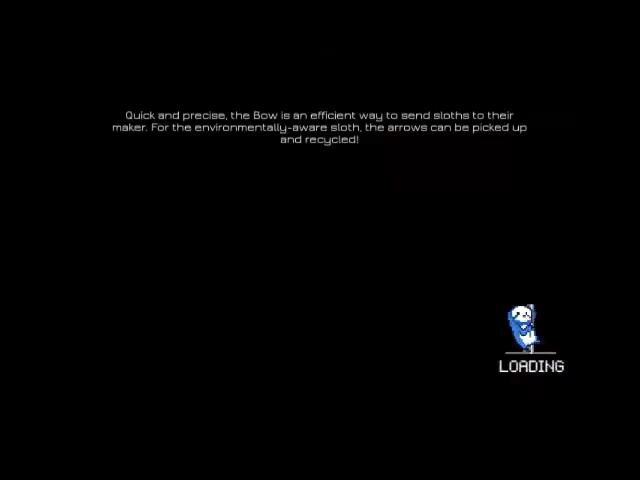 Quick and precise, the Bow is an efficient way to send sloths to their
maker. For the environmentally-aware sloth, the arrows can be picked up
and recycled!
LOADING